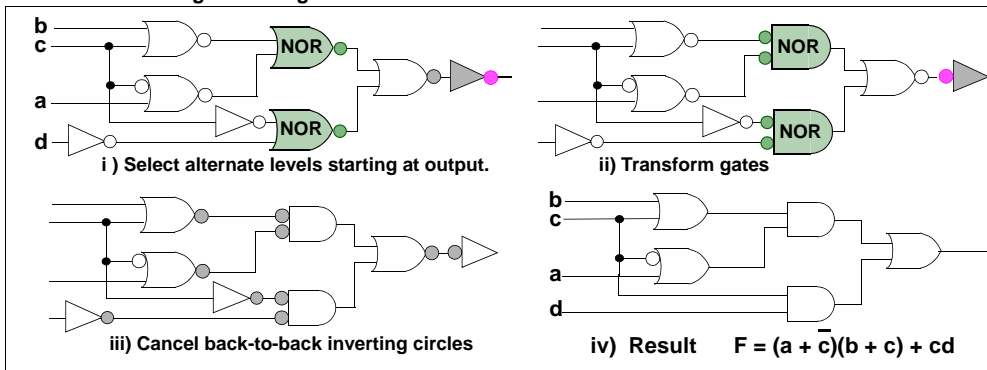 b
c
a
d
NOR
NOR
i ) Select alternate levels starting at output.
NOR
NOR
ii) Transform gates
iii) Cancel back-to-back inverting circles
b
c
a
d
iv) Result F = (a + c̅)(b + c) + cd